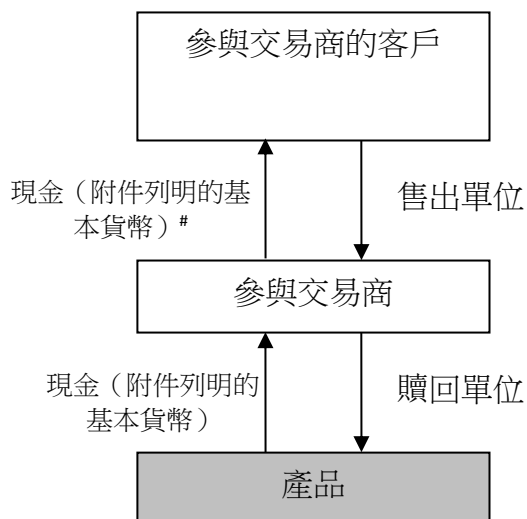 參與交易商的客戶
現金（附件列明的基
本貨幣）#
售出單位
參與交易商
現金（附件列明的
基本貨幣）
贖回單位
產品